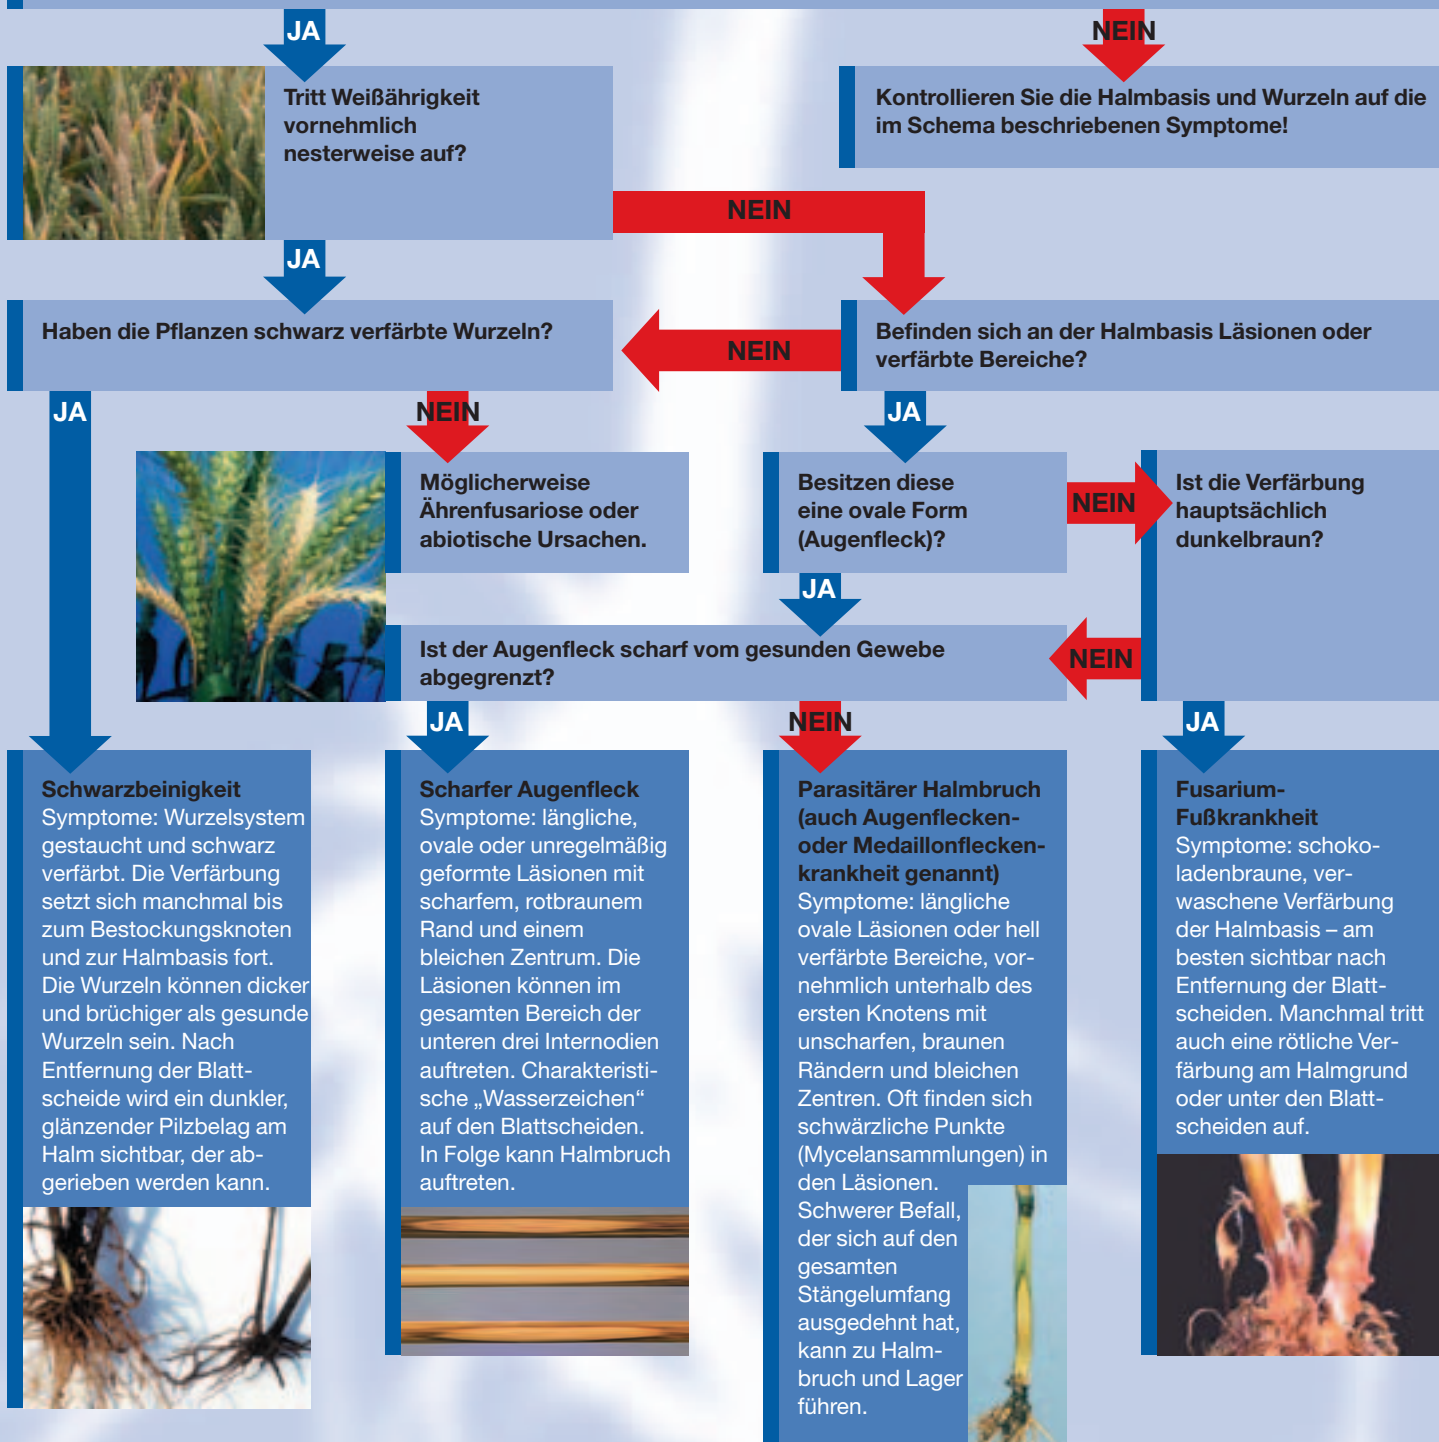 JA
NEIN
Tritt Weißährigkeit
vornehmlich
nesterweise auf?
Kontrollieren Sie die Halmbasis und Wurzeln auf die
im Schema beschriebenen Symptome!
NEIN
JA
Haben die Pflanzen schwarz verfärbte Wurzeln?
NEIN
Befinden sich an der Halmbasis Läsionen oder
verfärbte Bereiche?
JA
NEIN
JA
Möglicherweise
Ährenfusariose oder
abiotische Ursachen.
Besitzen diese
eine ovale Form
(Augenfleck)?
NEIN
Ist die Verfärbung
hauptsächlich
dunkelbraun?
JA
Ist der Augenfleck scharf vom gesunden Gewebe
abgegrenzt?
NEIN
JA
NEIN
JA
Schwarzbeinigkeit
Symptome: Wurzelsystem
gestaucht und schwarz
verfärbt. Die Verfärbung
setzt sich manchmal bis
zum Bestockungsknoten
und zur Halmbasis fort.
Die Wurzeln können dicker
und brüchiger als gesunde
Wurzeln sein. Nach
Entfernung der Blatt-
scheide wird ein dunkler,
glänzender Pilzbelag am
Halm sichtbar, der ab-
gerieben werden kann.
Scharfer Augenfleck
Symptome: längliche,
ovale oder unregelmäßig
geformte Läsionen mit
scharfem, rotbraunem
Rand und einem
bleichen Zentrum. Die
Läsionen können im
gesamten Bereich der
unteren drei Internodien
auftreten. Charakteristi-
sche „Wasserzeichen“
auf den Blattscheiden.
In Folge kann Halmbruch
auftreten.
Parasitärer Halmbruch
(auch Augenflecken-
oder Medaillonflecken-
krankheit genannt)
Symptome: längliche
ovale Läsionen oder hell
verfärbte Bereiche, vor-
nehmlich unterhalb des
ersten Knotens mit
unscharfen, braunen
Rändern und bleichen
Zentren. Oft finden sich
schwärzliche Punkte
(Mycelansammlungen) in
den Läsionen.
Schwerer Befall,
der sich auf den
gesamten
Stängelumfang
ausgedehnt hat,
kann zu Halm-
bruch und Lager
führen.
Fusarium-
Fußkrankheit
Symptome: schoko-
ladenbraune, ver-
waschene Verfärbung
der Halmbasis – am
besten sichtbar nach
Entfernung der Blatt-
scheiden. Manchmal tritt
auch eine rötliche Ver-
färbung am Halmgrund
oder unter den Blatt-
scheiden auf.